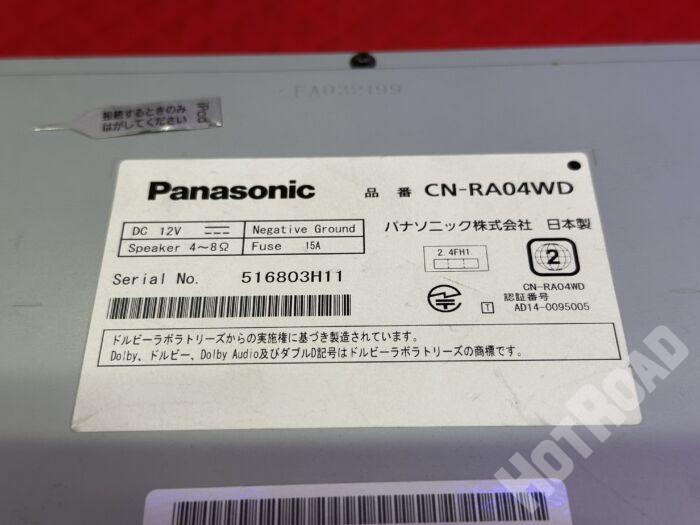 FA032199
iPod
接続するときのみ
はがしてください
Panasonic 品番 CN-RA04WD
DC 12V Negative Ground
Speaker 4～8Ω Fuse 15A
パナソニック株式会社 日本製
2.4FH1
2
CN-RA04WD
Serial No. 516803H11
T 認証番号
AD14-0095005
ドルビーラボラトリーズからの実施権に基づき製造されています。
Dolby、ドルビー、Dolby Audio及びダブルD記号はドルビーラボラトリーズの商標です。
HOTROAD